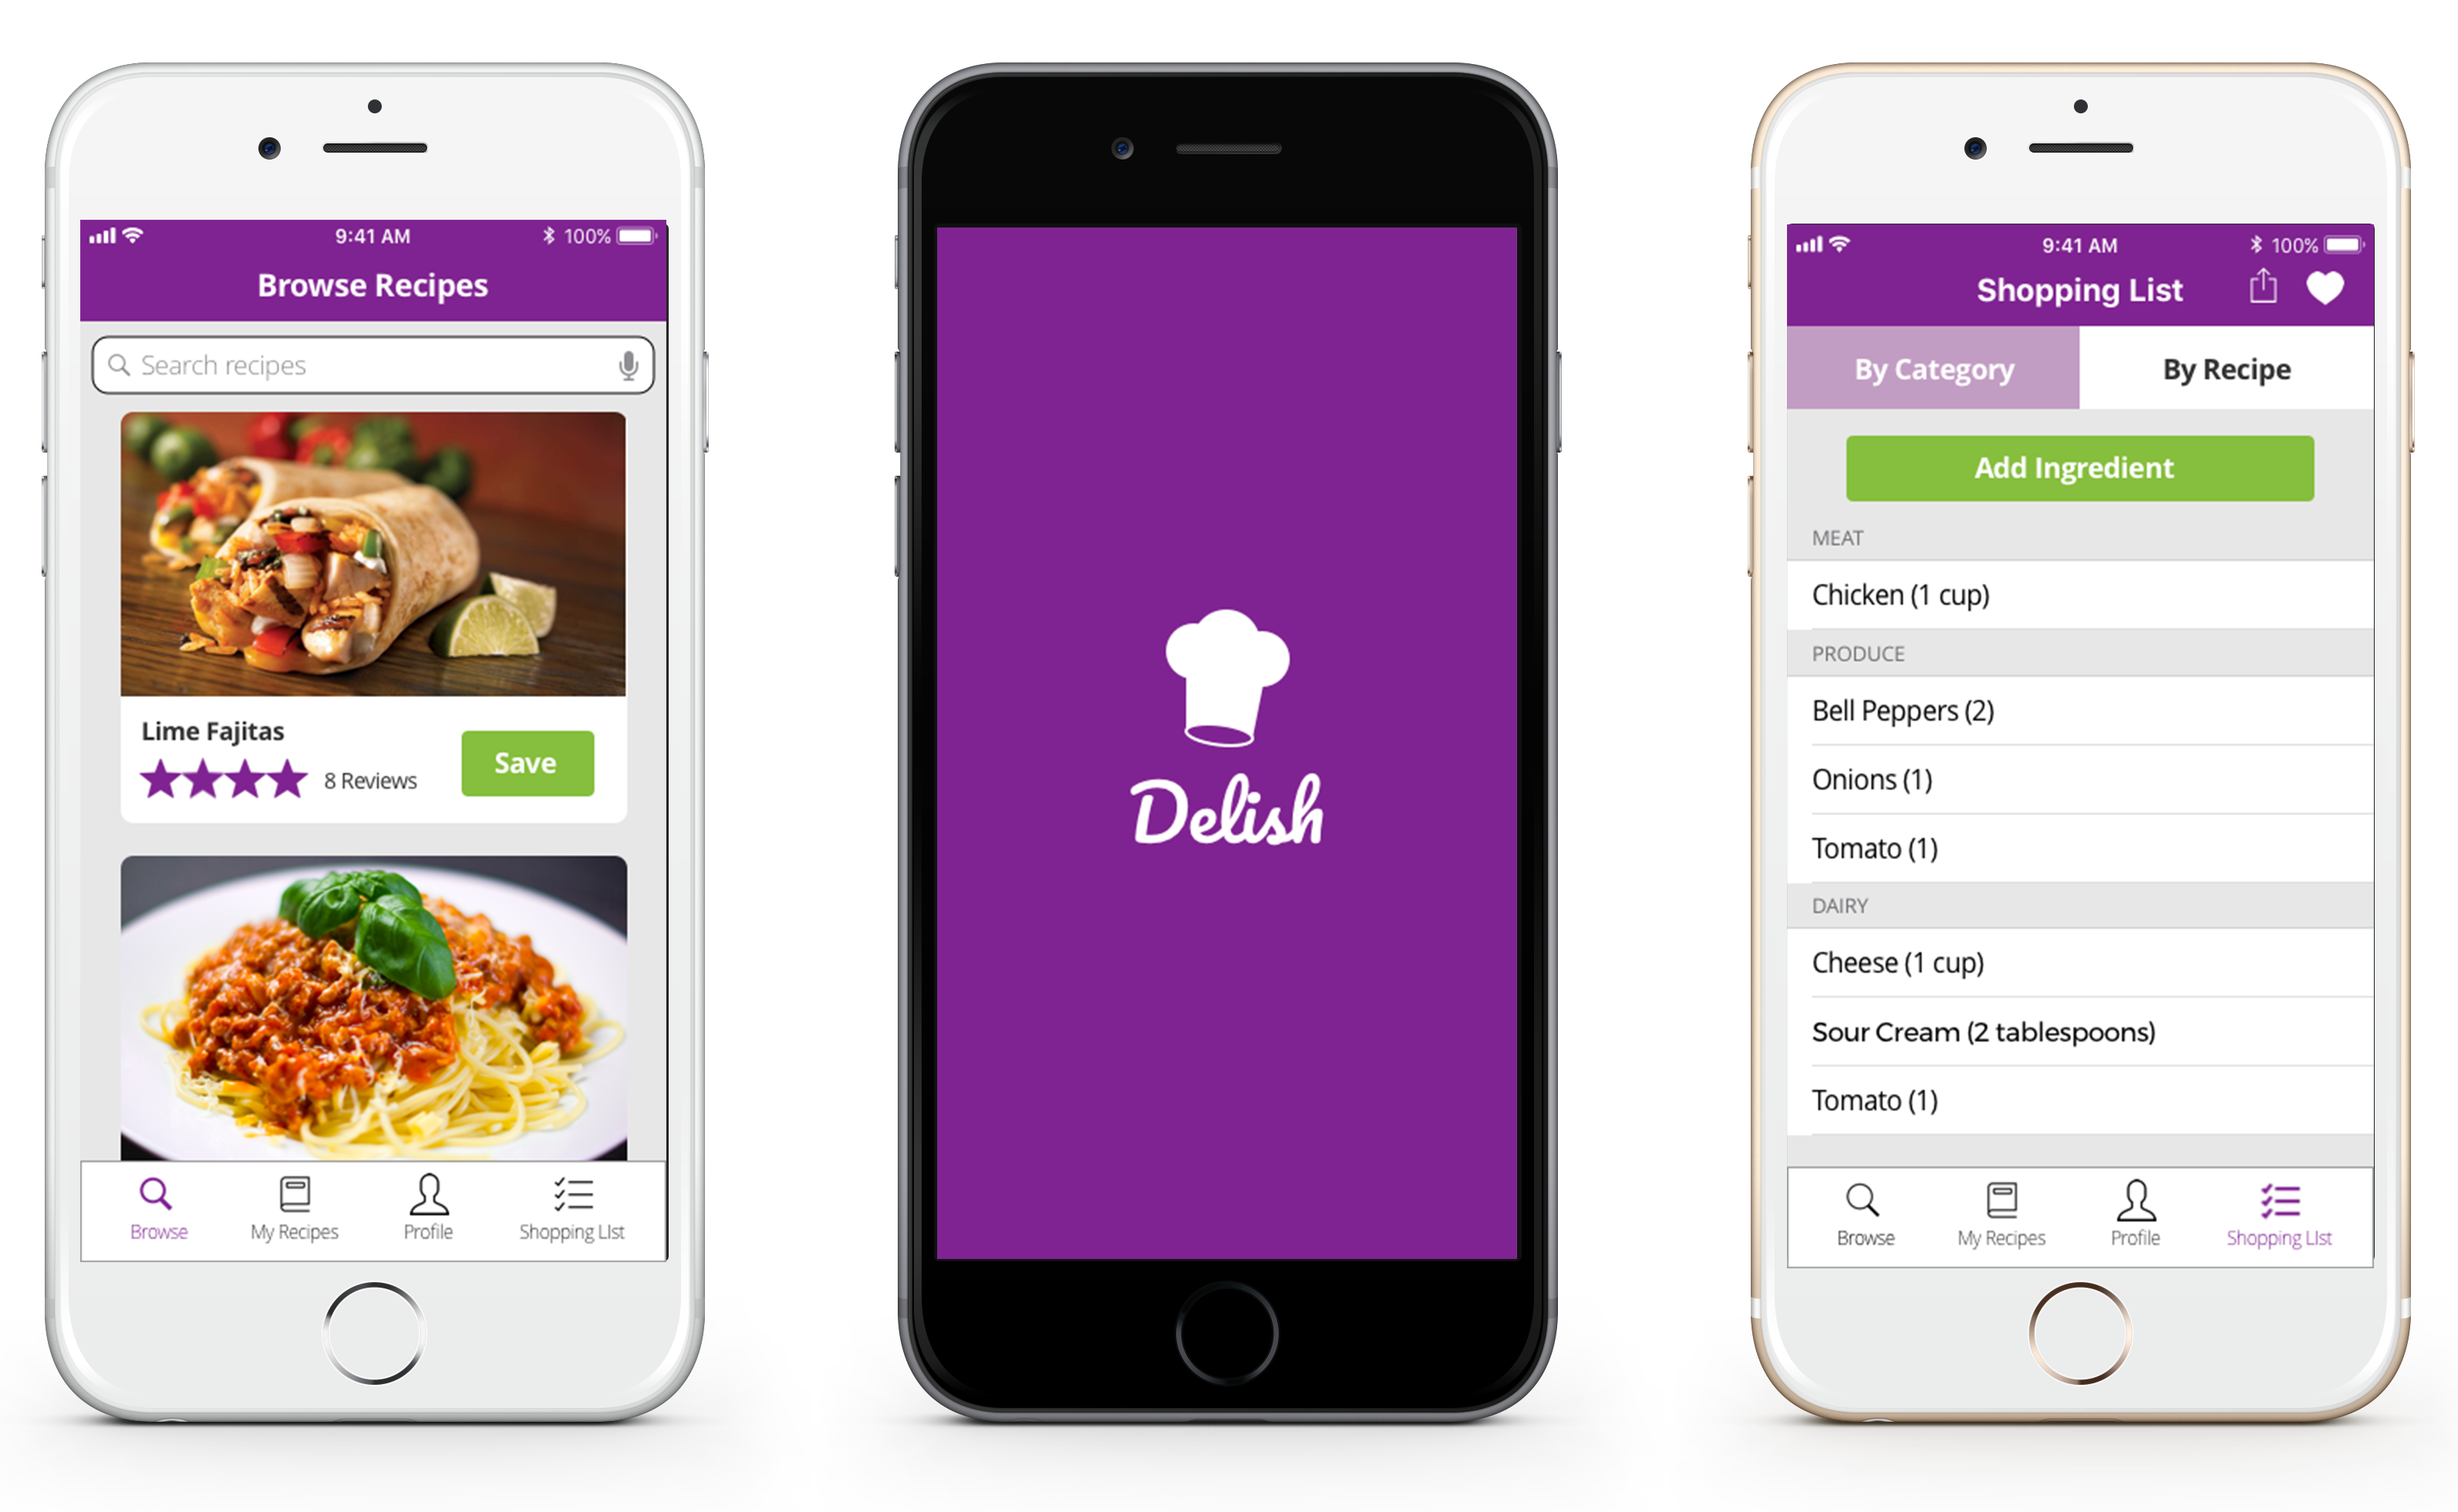 9:41 AM
100%
Browse Recipes
Search recipes
Lime Fajitas
8 Reviews
Save
Browse
My Recipes
Profile
Shopping LIst
Delish
9:41 AM
100%
Shopping List
By Category
By Recipe
Add Ingredient
MEAT
Chicken (1 cup)
PRODUCE
Bell Peppers (2)
Onions (1)
Tomato (1)
DAIRY
Cheese (1 cup)
Sour Cream (2 tablespoons)
Tomato (1)
Browse
My Recipes
Profile
Shopping LIst